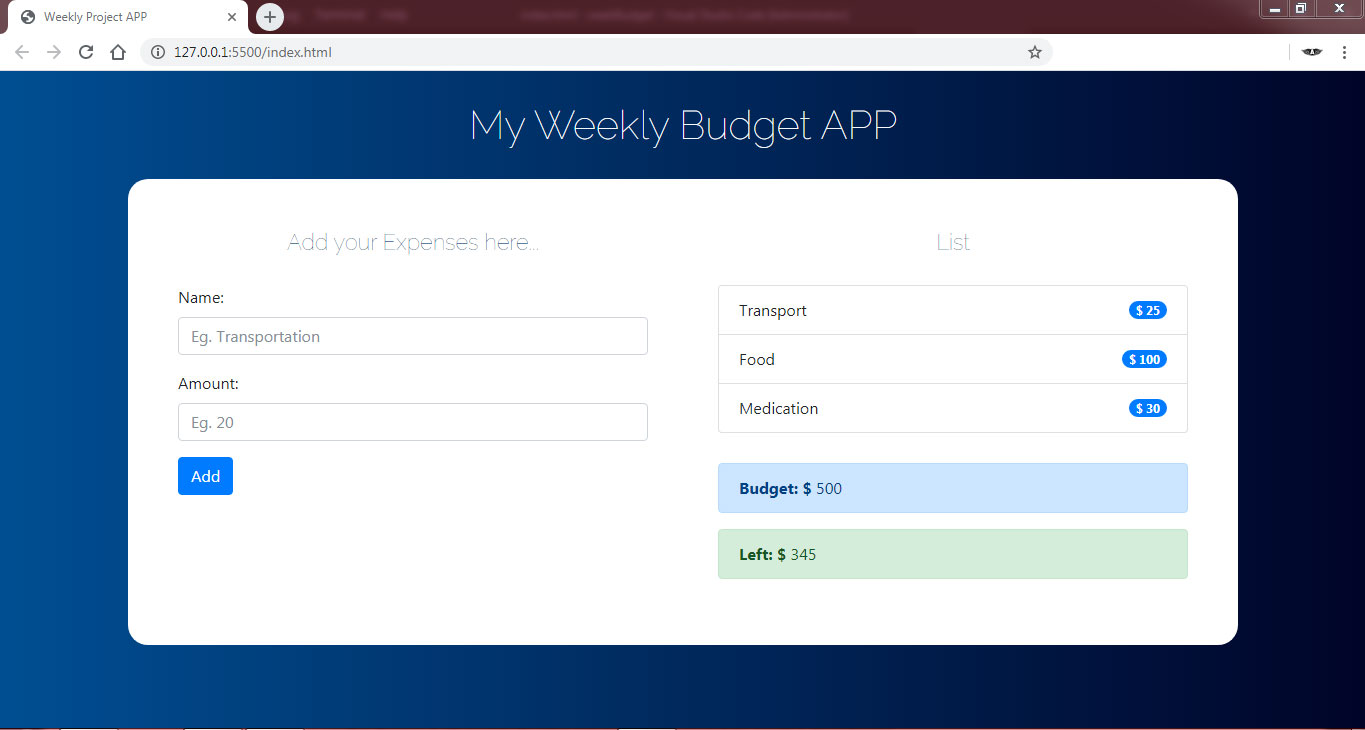 Weekly Project APP
127.0.0.1:5500/index.html
My Weekly Budget APP
Add your Expenses here...
Name:
Eg. Transportation
Amount:
Eg. 20
Add
List
Transport $ 25
Food $ 100
Medication $ 30
Budget: $ 500
Left: $ 345